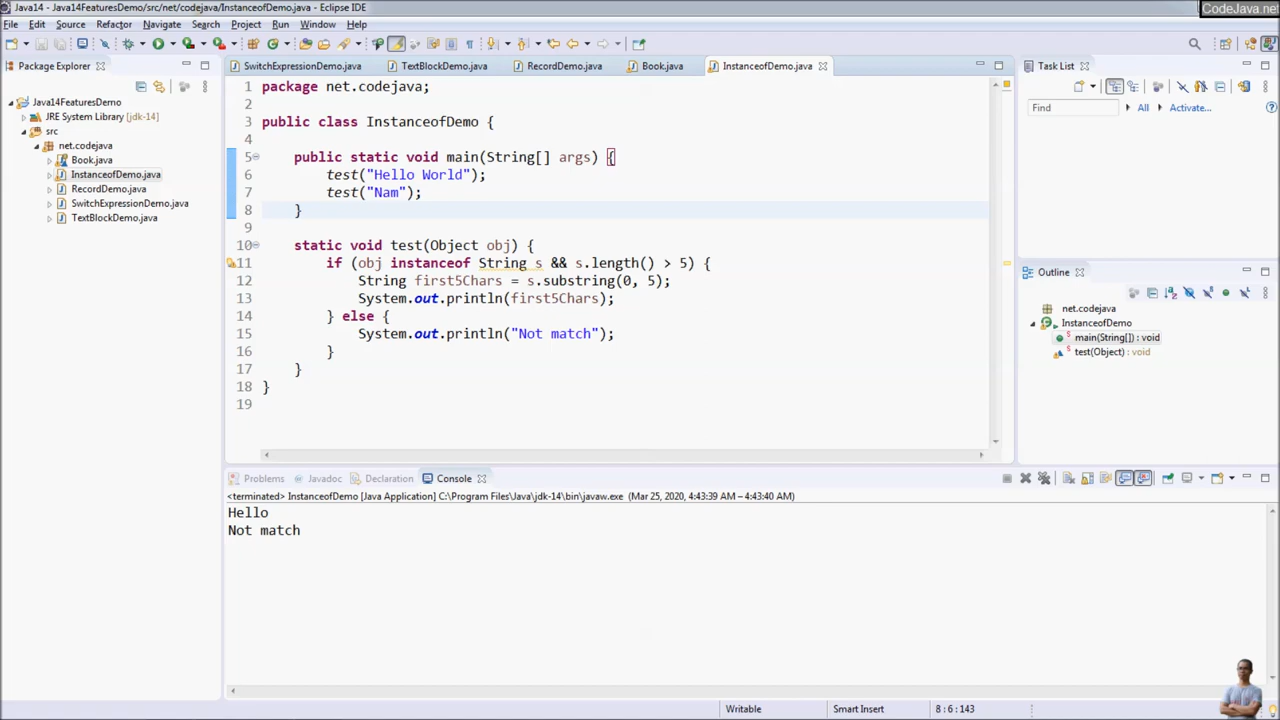 Java14 - Java14FeaturesDemo/src/net/codejava/InstanceofDemo.java - Eclipse IDE
CodeJava.net
File Edit Source Refactor Navigate Search Project Run Window Help
Package Explorer
SwitchExpressionDemo.java TextBlockDemo.java RecordDemo.java Book.java InstanceofDemo.java
Task List
Find All Activate...
Java14FeaturesDemo
JRE System Library [jdk-14]
src
net.codejava
Book.java
InstanceofDemo.java
RecordDemo.java
SwitchExpressionDemo.java
TextBlockDemo.java
1 package net.codejava;
2
3 public class InstanceofDemo {
4
5 public static void main(String[] args) {
6 test("Hello World");
7 test("Nam");
8 }
9
10 static void test(Object obj) {
11 if (obj instanceof String s && s.length() > 5) {
12 String first5Chars = s.substring(0, 5);
13 System.out.println(first5Chars);
14 } else {
15 System.out.println("Not match");
16 }
17 }
18 }
19
Outline
net.codejava
InstanceofDemo
main(String[]) : void
test(Object) : void
Problems Javadoc Declaration Console
<terminated> InstanceofDemo [Java Application] C:\Program Files\Java\jdk-14\bin\javaw.exe (Mar 25, 2020, 4:43:39 AM – 4:43:40 AM)
Hello
Not match
Writable Smart Insert 8 : 6 : 143